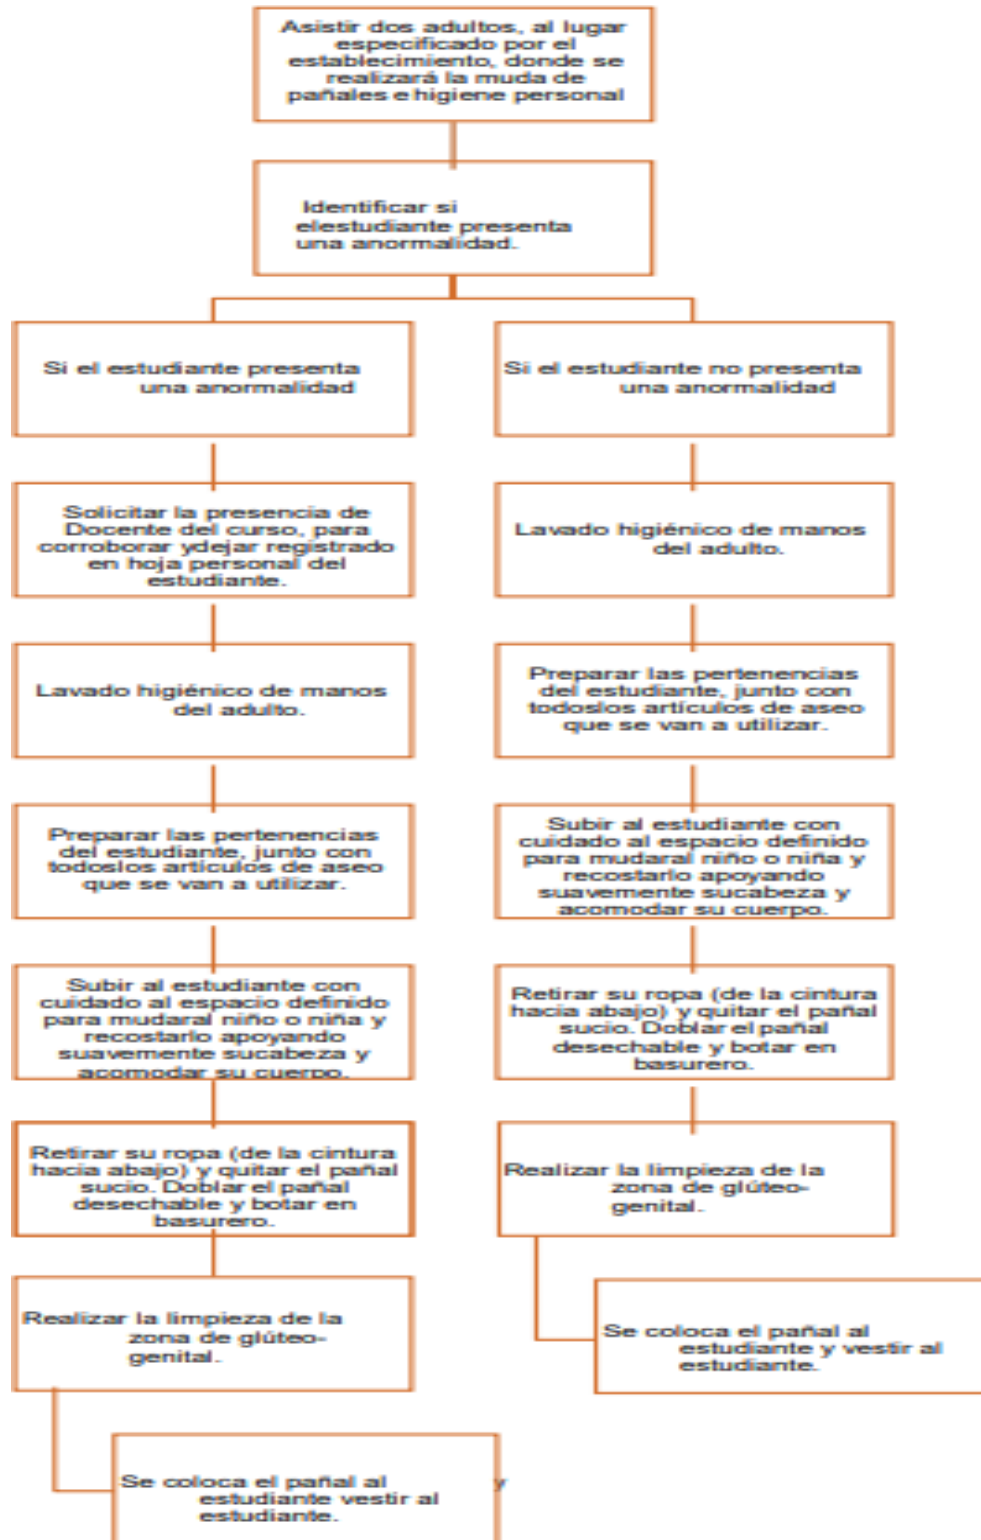 Asistir dos adultos, al lugar
especificado por el
establecimiento, donde se
realizará la muda de
pañales e higiene personal
Identificar si
elestudiante presenta
una anormalidad.
Si el estudiante presenta
una anormalidad
Solicitar la presencia de
Docente del curso, para
corroborar ydejar registrado
en hoja personal del
estudiante.
Lavado higiénico de manos
del adulto.
Preparar las pertenencias
del estudiante, junto con
todoslos artículos de aseo
que se van a utilizar.
Subir al estudiante con
cuidado al espacio definido
para mudaral niño o niña y
recostarlo apoyando
suavemente sucabeza y
acomodar su cuerpo.
Retirar su ropa (de la cintura
hacia abajo) y quitar el pañal
sucio. Doblar el pañal
desechable y botar en
basurero.
Realizar la limpieza de la
zona de glúteo-
genital.
Se coloca el pañal al y
estudiante vestir al
estudiante.
Si el estudiante no presenta
una anormalidad
Lavado higiénico de manos
del adulto.
Preparar las pertenencias
del estudiante, junto con
todoslos artículos de aseo
que se van a utilizar.
Subir al estudiante con
cuidado al espacio definido
para mudaral niño o niña y
recostarlo apoyando
suavemente sucabeza y
acomodar su cuerpo.
Retirar su ropa (de la cintura
hacia abajo) y quitar el pañal
sucio. Doblar el pañal
desechable y botar en
basurero.
Realizar la limpieza de la
zona de glúteo-
genital.
Se coloca el pañal al
estudiante y vestir al
estudiante.